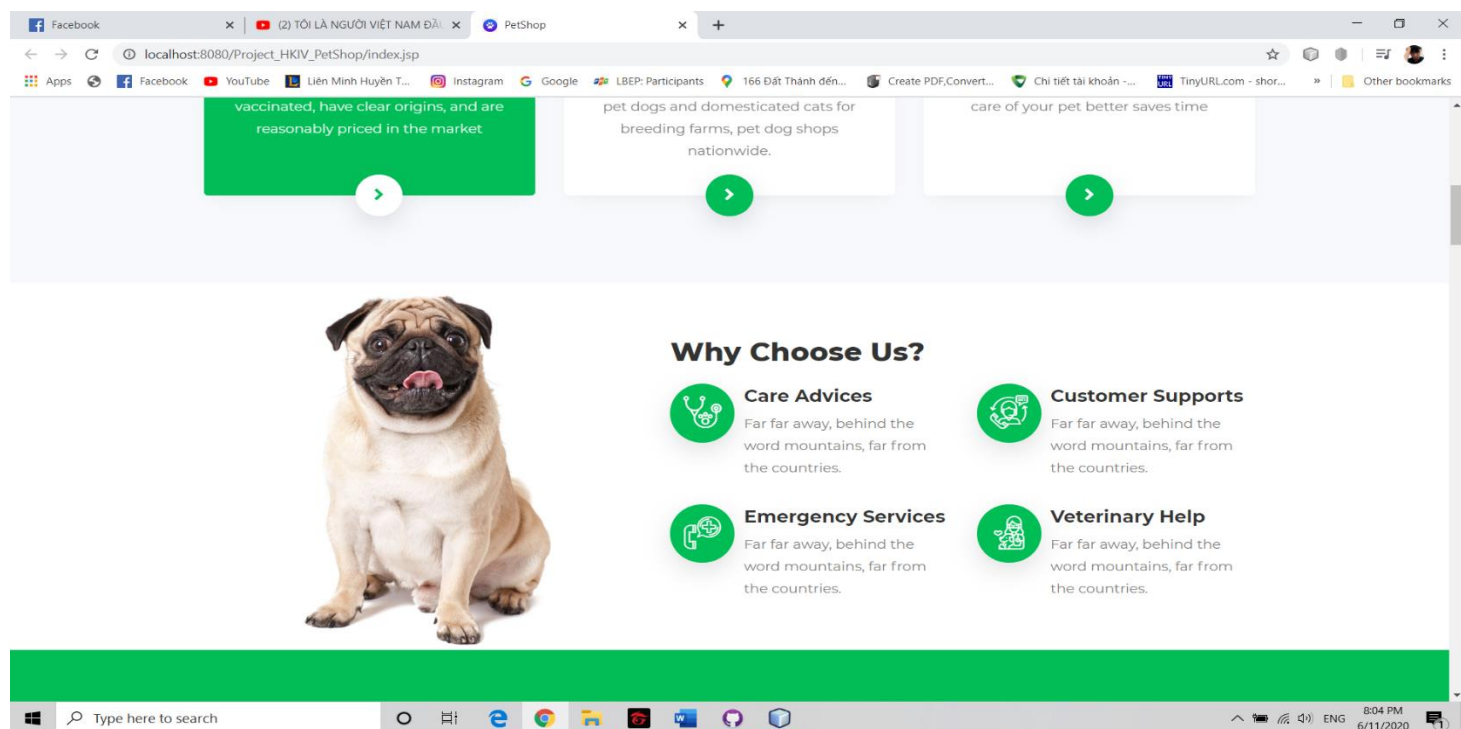 Facebook
(2) TÔI LÀ NGƯỜI VIỆT NAM ĐẦU
PetShop
localhost:8080/Project_HKIV_PetShop/index.jsp
Apps
Facebook
YouTube
Liên Minh Huyền T...
Instagram
Google
LBEP: Participants
166 Đất Thánh đến...
Create PDF,Convert...
Chi tiết tài khoản -...
TinyURL.com - shor...
»
Other bookmarks
vaccinated, have clear origins, and are
reasonably priced in the market
pet dogs and domesticated cats for
breeding farms, pet dog shops
nationwide.
care of your pet better saves time
Why Choose Us?
Care Advices
Far far away, behind the
word mountains, far from
the countries.
Customer Supports
Far far away, behind the
word mountains, far from
the countries.
Emergency Services
Far far away, behind the
word mountains, far from
the countries.
Veterinary Help
Far far away, behind the
word mountains, far from
the countries.
Type here to search
ENG
8:04 PM
6/11/2020